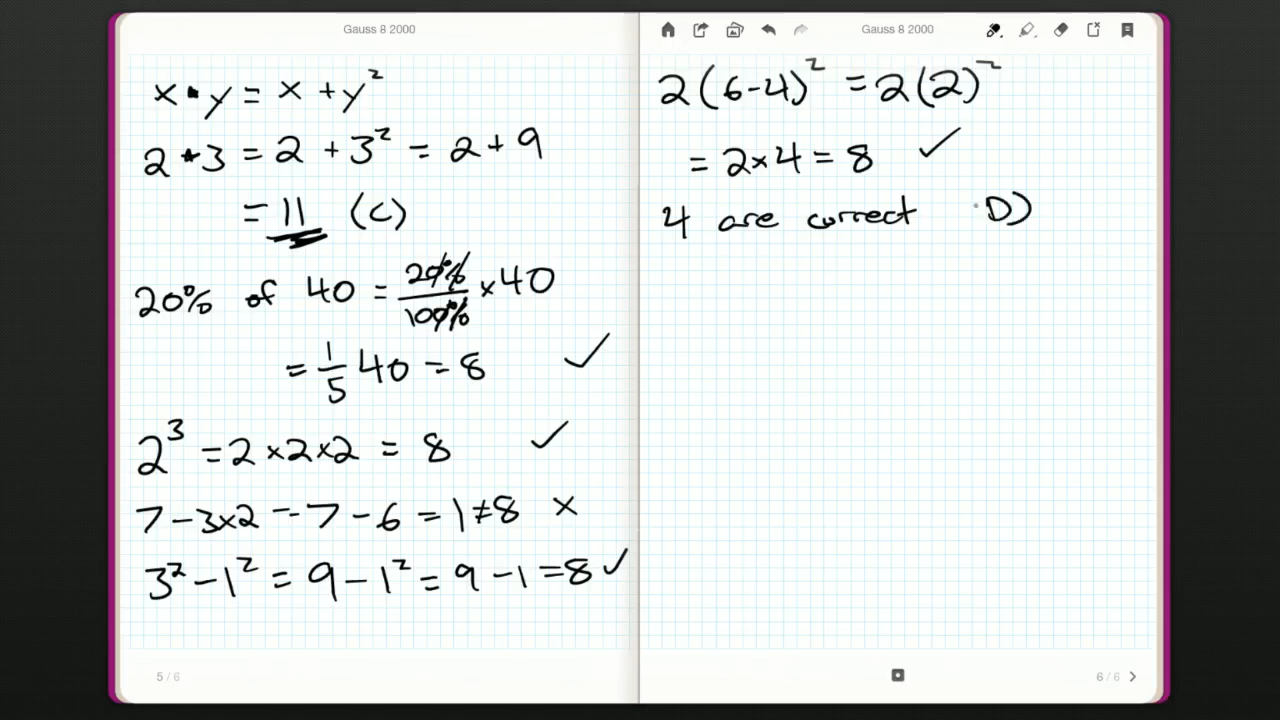 Gauss 8 2000
x * y = x + y²
2 * 3 = 2 + 3² = 2 + 9
= 11 (C)
20% of 40 = 20%/100% × 40
= 1/5 40 = 8 ✓
2³ = 2 × 2 × 2 = 8 ✓
7 - 3×2 = 7 - 6 = 1 ≠ 8 ×
3² - 1² = 9 - 1² = 9 - 1 = 8 ✓
5 / 6
Gauss 8 2000
2(6-4)² = 2(2)²
= 2×4 = 8 ✓
4 are correct D)
6 / 6